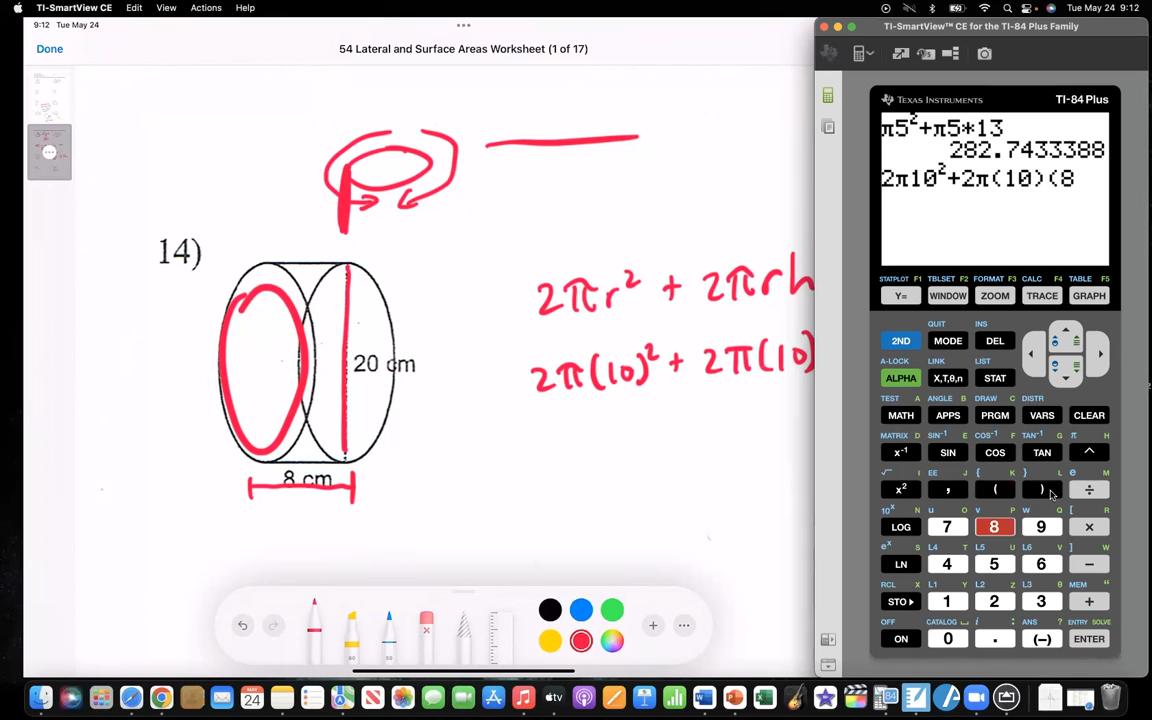 TI-SmartView CE File Edit View Actions Help Tue May 24 9:12
9:12 Tue May 24
Done
54 Lateral and Surface Areas Worksheet (1 of 17)
14)
20 cm
8 cm
2πr² + 2πrh
2π(10)² + 2π(10)
TI-SmartView™ CE for the TI-84 Plus Family
TEXAS INSTRUMENTS TI-84 Plus
π5²+π5*13
282.7433388
2π10²+2π(10)(8
STATPLOT F1 TBLSET F2 FORMAT F3 CALC F4 TABLE F5
Y= WINDOW ZOOM TRACE GRAPH
QUIT INS
2ND MODE DEL
A-LOCK LINK LIST
ALPHA X,T,θ,n STAT
TEST A ANGLE B DRAW C DISTR
MATH APPS PRGM VARS CLEAR
MATRIX D SIN⁻¹ E COS⁻¹ F TAN⁻¹ G π H
x⁻¹ SIN COS TAN ^
√ I EE J { K } L e M
x² , ( ) ÷
10ˣ N u O v P w Q [ R
LOG 7 8 9 ×
eˣ S L4 T L5 U L6 V ] W
LN 4 5 6 −
RCL X L1 Y L2 Z L3 θ MEM "
STO▸ 1 2 3 +
OFF CATALOG ⎵ i : ANS ? ENTRY SOLVE
ON 0 . (−) ENTER
50 50
tv
MAY
24
84